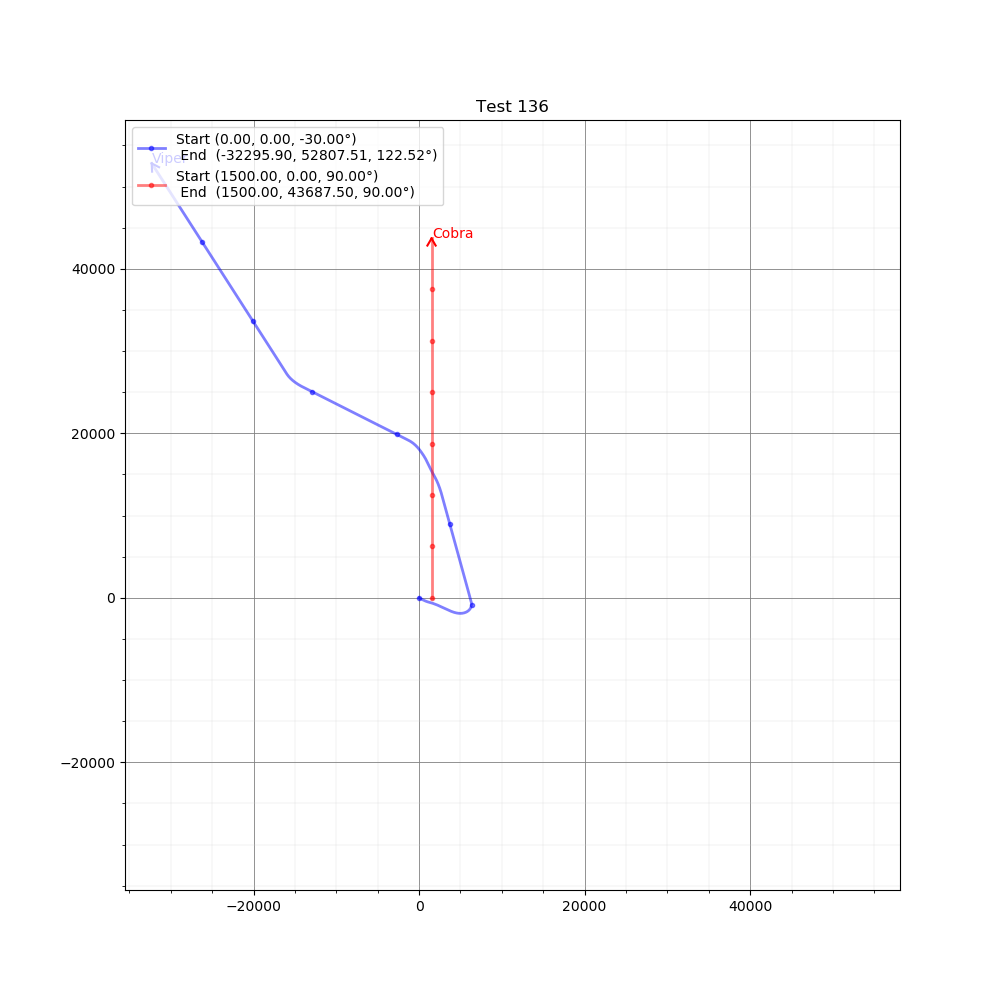 Test 136
Start (0.00, 0.00, -30.00°)
End (-32295.90, 52807.51, 122.52°)
Start (1500.00, 0.00, 90.00°)
End (1500.00, 43687.50, 90.00°)
Viper
Cobra
40000
20000
0
−20000
−20000 0 20000 40000